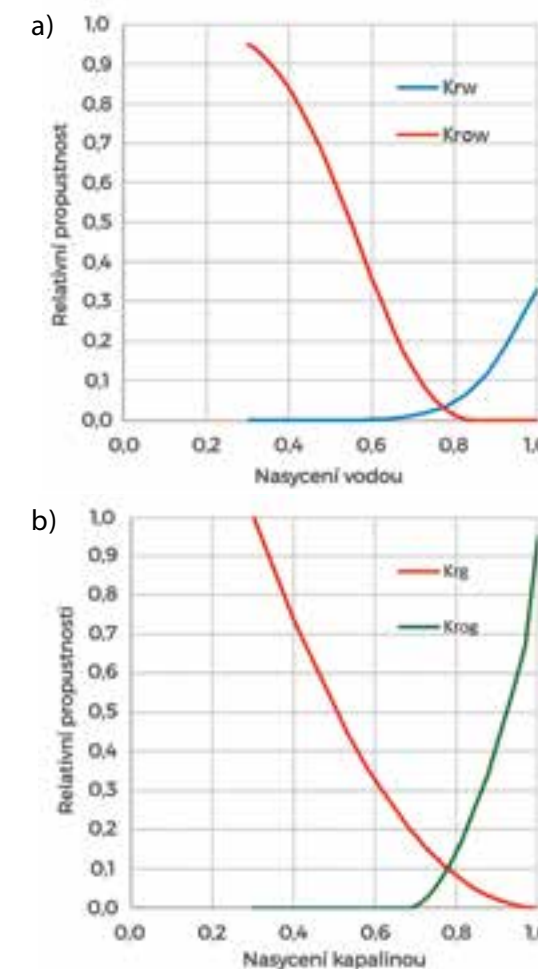 a)
1,0
0,9
0,8
0,7
0,6
0,5
0,4
0,3
0,2
0,1
0,0
Relativní propustnost
Krw
Krow
0,0 0,2 0,4 0,6 0,8 1,
Nasycení vodou
b)
1,0
0,9
0,8
0,7
0,6
0,5
0,4
0,3
0,2
0,1
0,0
Relativní propustnosti
Krg
Krog
0,0 0,2 0,4 0,6 0,8 1,
Nasycení kapalinou